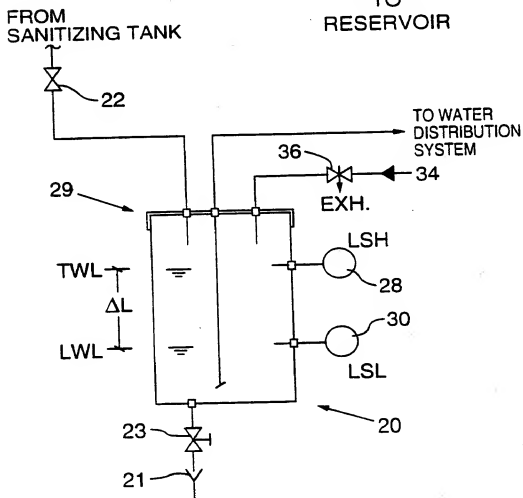 FROM
SANITIZING TANK
TO
RESERVOIR
22
TO WATER
DISTRIBUTION
SYSTEM
36
34
EXH.
29
LSH
TWL
28
ΔL
30
LWL
LSL
23
20
21